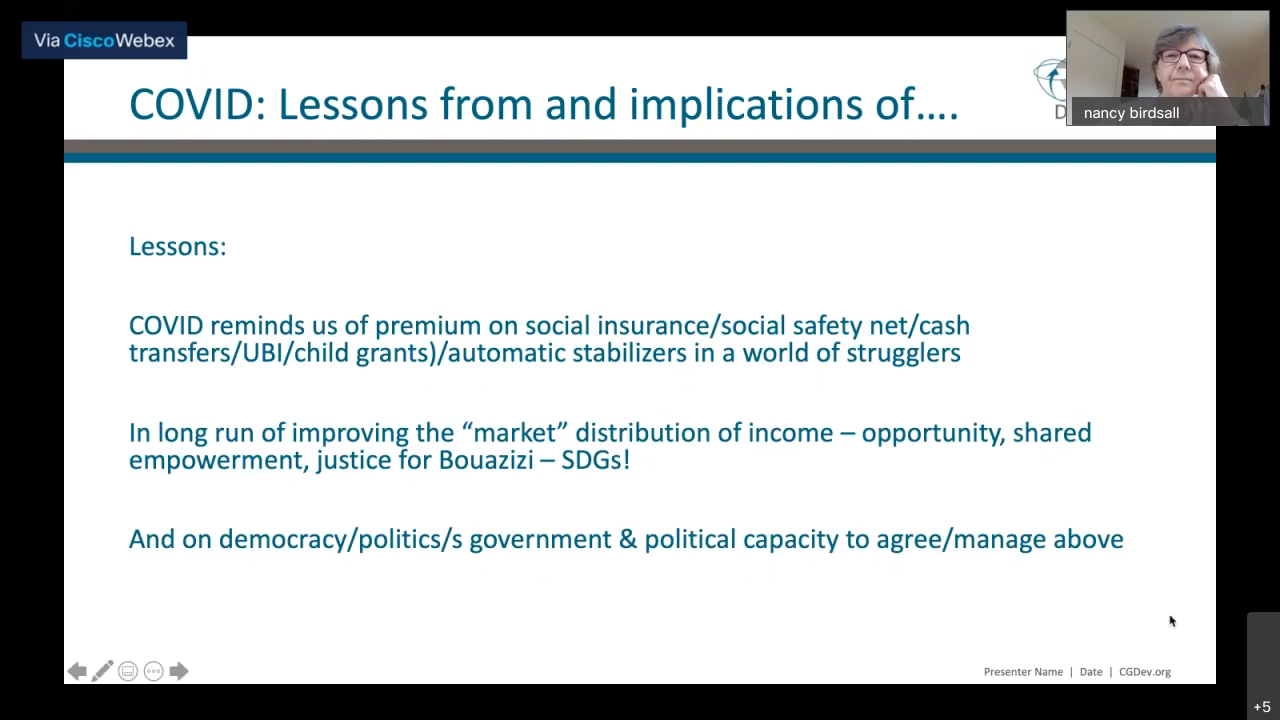 Via CiscoWebex
nancy birdsall
COVID: Lessons from and implications of....
Lessons:
COVID reminds us of premium on social insurance/social safety net/cash
transfers/UBI/child grants)/automatic stabilizers in a world of strugglers
In long run of improving the “market” distribution of income – opportunity, shared
empowerment, justice for Bouazizi – SDGs!
And on democracy/politics/s government & political capacity to agree/manage above
Presenter Name | Date | CGDev.org
+5